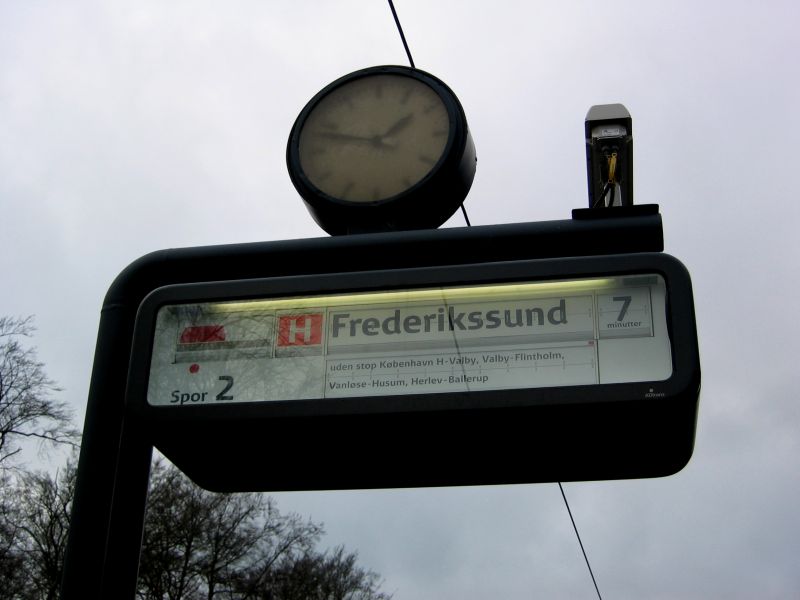 H Frederikssund 7
minutter
uden stop København H-Valby, Valby-Flintholm,
Vanløse-Husum, Herlev-Ballerup
Spor 2